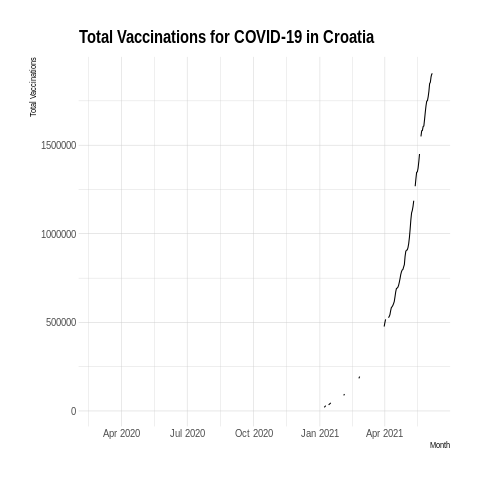 Total Vaccinations for COVID-19 in Croatia
Total Vaccinations
1500000
1000000
500000
0
Apr 2020 Jul 2020 Oct 2020 Jan 2021 Apr 2021
Month